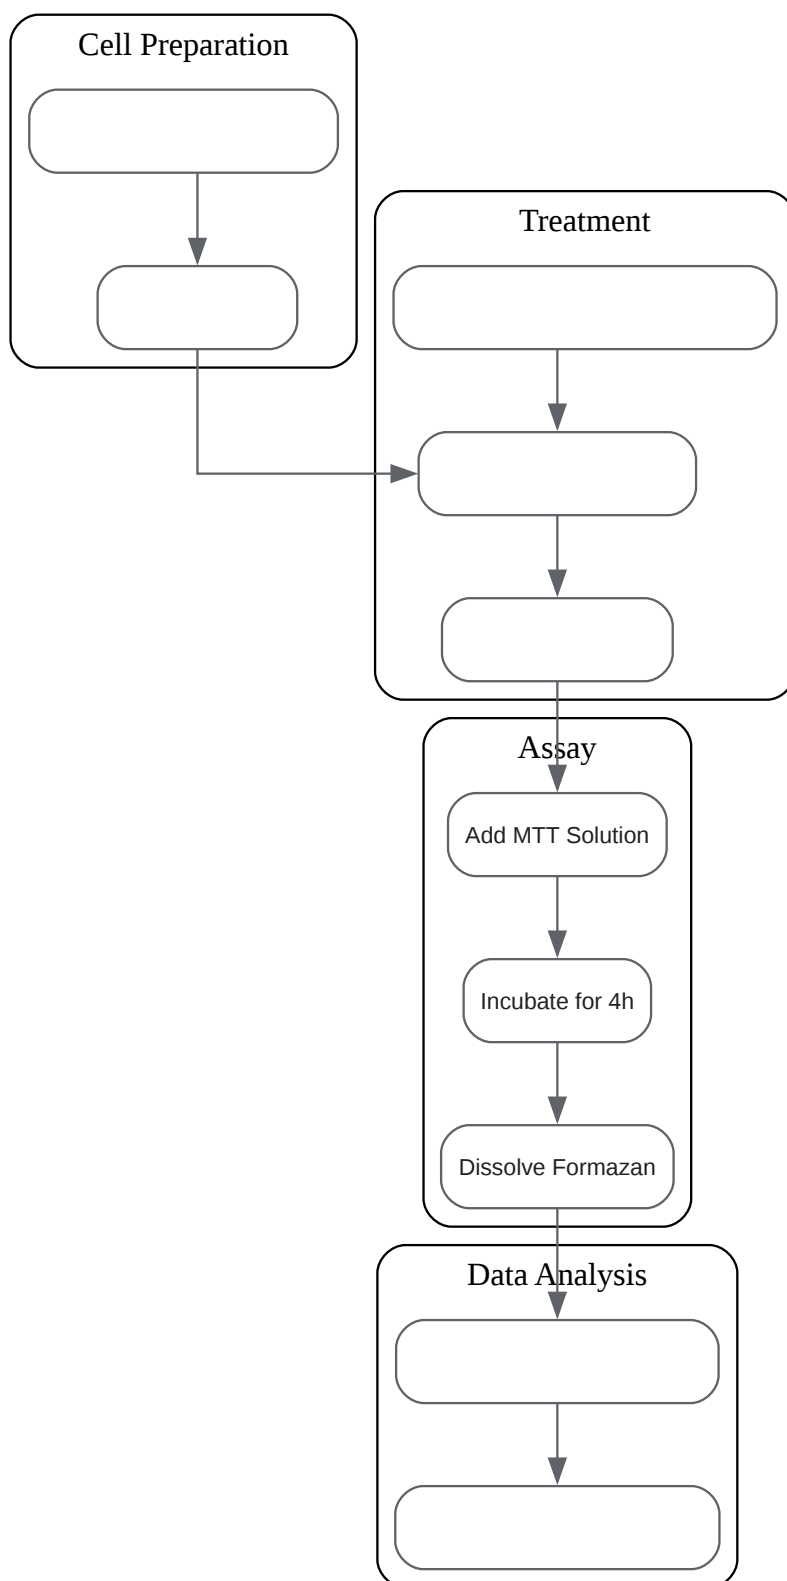 Cell Preparation
Treatment
Assay
Add MTT Solution
Incubate for 4h
Dissolve Formazan
Data Analysis